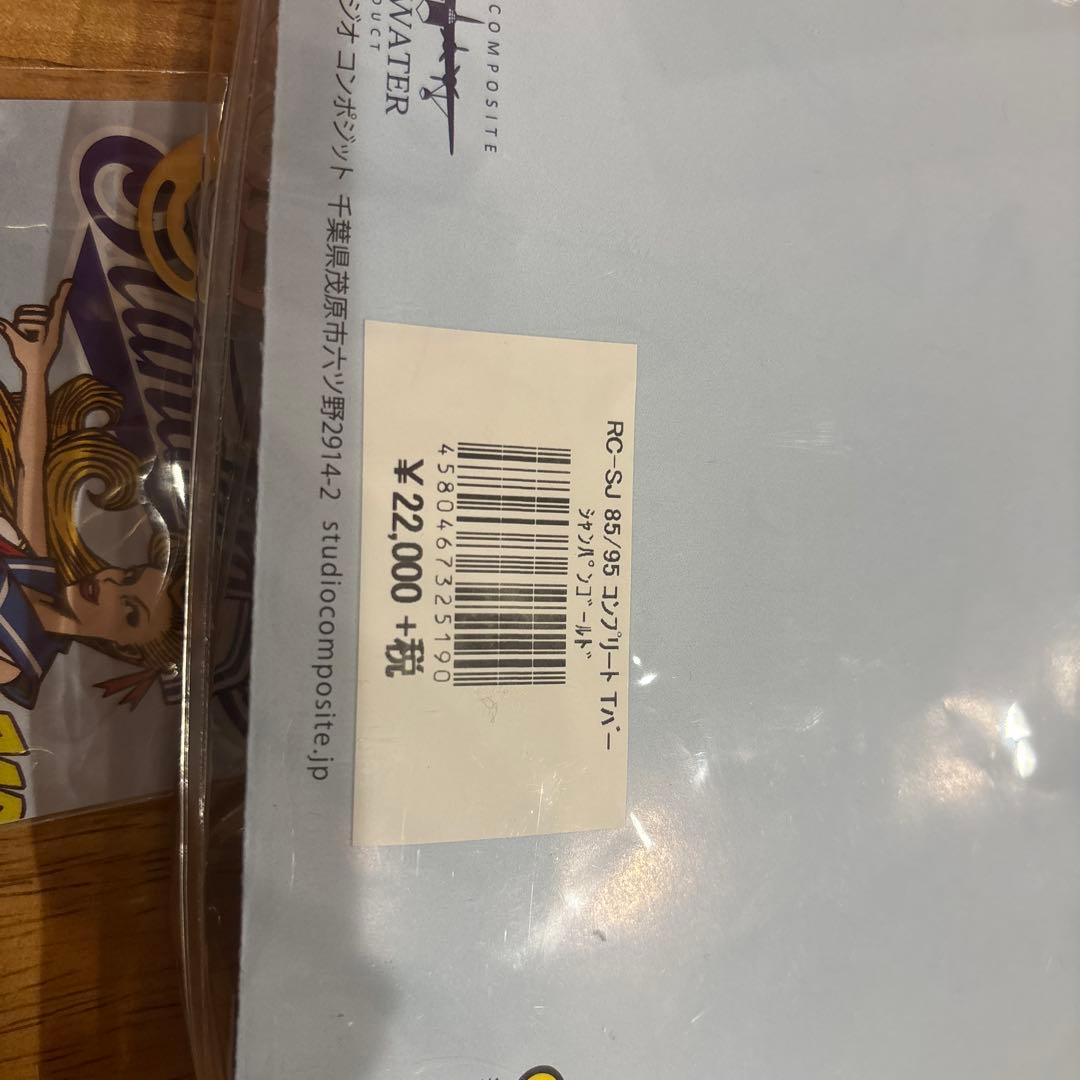 COMPOSITE
WATER
DUCT
ジオ コンポジット 千葉県茂原市六ツ野2914-2 studiocomposite.jp
RC-SJ 85/95 コンプリート Tバー
シャンパンゴールド
4580467325190
¥22,000 +税